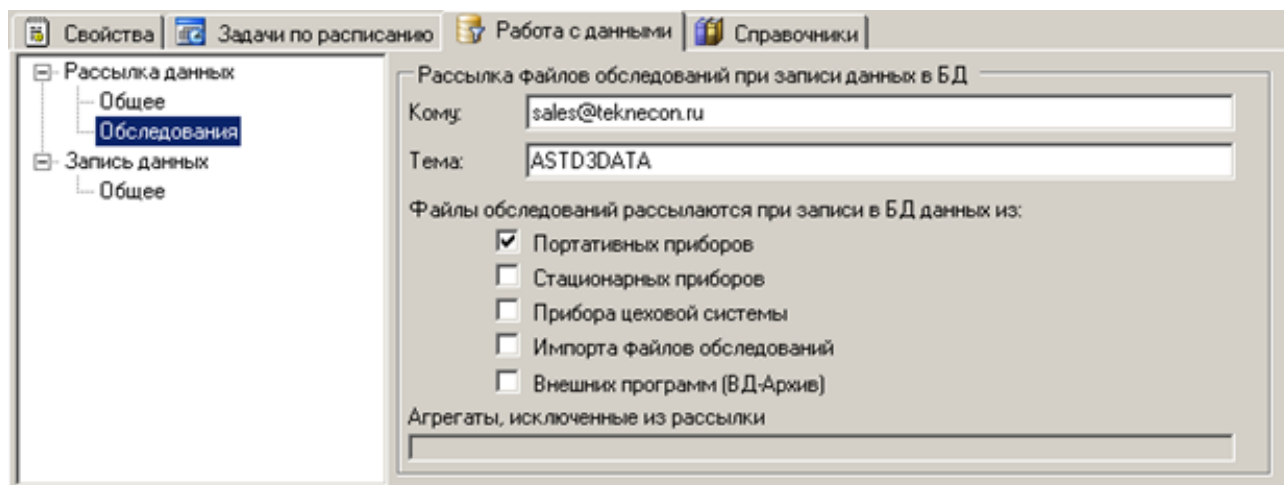 Свойства Задачи по расписанию Работа с данными Справочники
Рассылка данных
Общее
Обследования
Запись данных
Общее
Рассылка файлов обследований при записи данных в БД
Кому: sales@teknecon.ru
Тема: ASTD3DATA
Файлы обследований рассылаются при записи в БД данных из:
Портативных приборов
Стационарных приборов
Прибора цеховой системы
Импорта файлов обследований
Внешних программ (ВД-Архив)
Агрегаты, исключенные из рассылки